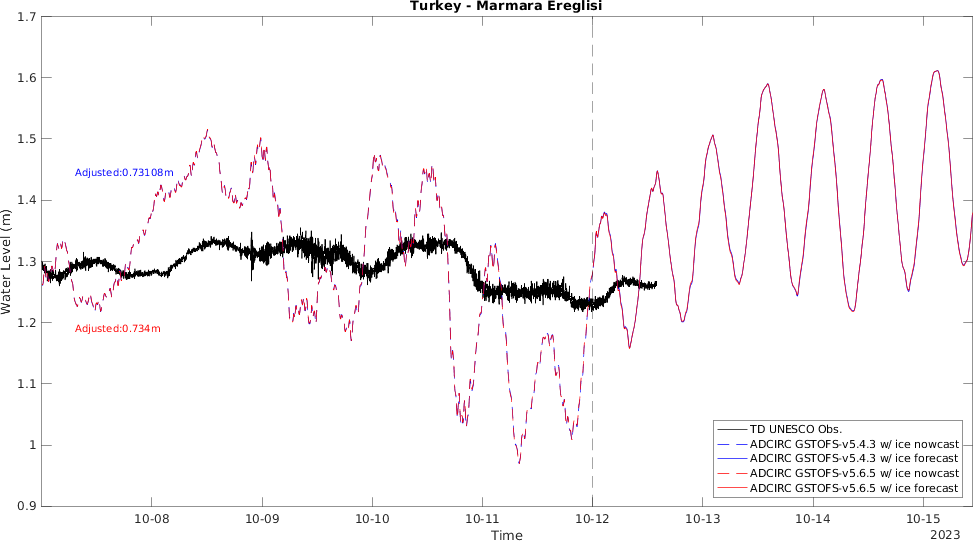 Turkey - Marmara Ereglisi
1.7
1.6
1.5
1.4
1.3
1.2
1.1
1
0.9
Water Level (m)
Adjusted:0.73108m
Adjusted:0.734m
TD UNESCO Obs.
ADCIRC GSTOFS-v5.4.3 w/ ice nowcast
ADCIRC GSTOFS-v5.4.3 w/ ice forecast
ADCIRC GSTOFS-v5.6.5 w/ ice nowcast
ADCIRC GSTOFS-v5.6.5 w/ ice forecast
10-08 10-09 10-10 10-11 10-12 10-13 10-14 10-15
Time
2023